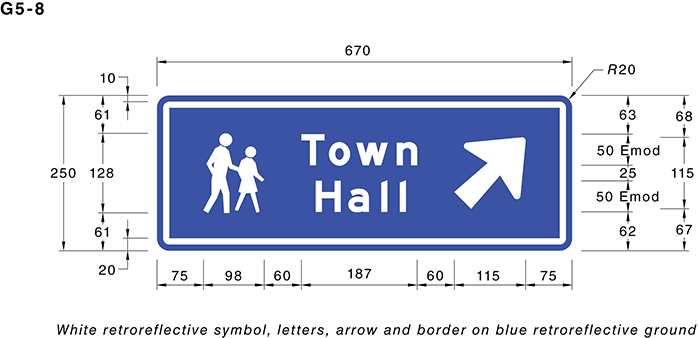 G5-8
670
10
R20
61
63
68
Town
50 Emod
250
128
25
115
Hall
50 Emod
61
62
67
20
75 98 60 187 60 115 75
White retroreflective symbol, letters, arrow and border on blue retroreflective ground